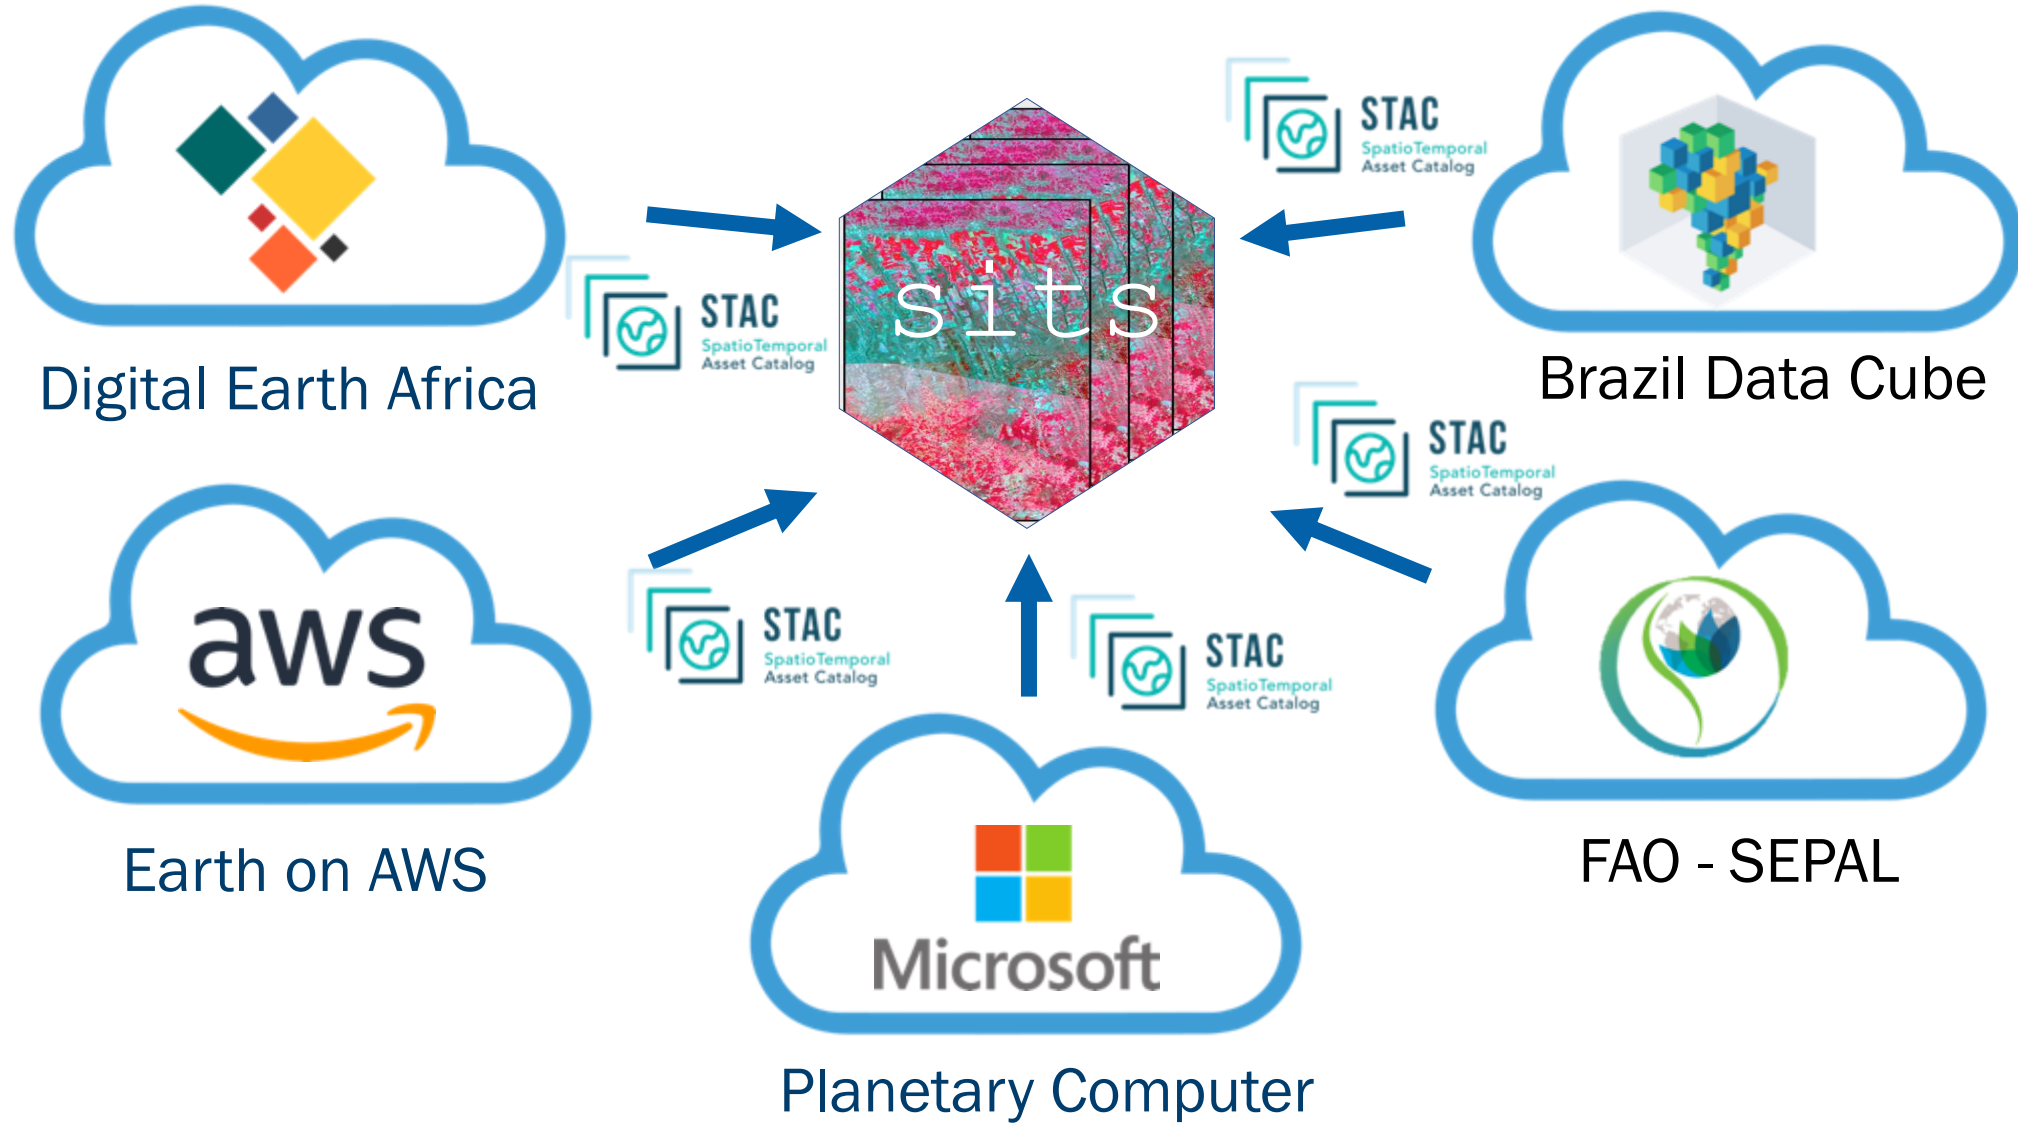 STAC
SpatioTemporal
Asset Catalog
sits
STAC
SpatioTemporal
Asset Catalog
Digital Earth Africa
Brazil Data Cube
STAC
SpatioTemporal
Asset Catalog
aws
STAC
SpatioTemporal
Asset Catalog
STAC
SpatioTemporal
Asset Catalog
Earth on AWS
FAO - SEPAL
Microsoft
Planetary Computer